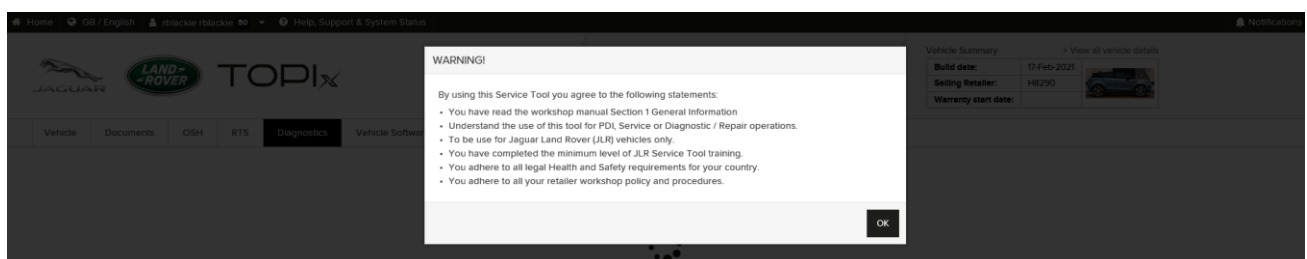 Home GB / English rblackie rblackie 90 Help, Support & System Status Notifications
JAGUAR LAND-ROVER TOPIx
Vehicle Documents OSH RTS Diagnostics Vehicle Softwar
WARNING!
By using this Service Tool you agree to the following statements:
• You have read the workshop manual Section 1 General Information
• Understand the use of this tool for PDI, Service or Diagnostic / Repair operations.
• To be use for Jaguar Land Rover (JLR) vehicles only.
• You have completed the minimum level of JLR Service Tool training.
• You adhere to all legal Health and Safety requirements for your country.
• You adhere to all your retailer workshop policy and procedures.
OK
Vehicle Summary > View all vehicle details
Build date: 17-Feb-2021
Selling Retailer: H8290
Warranty start date: